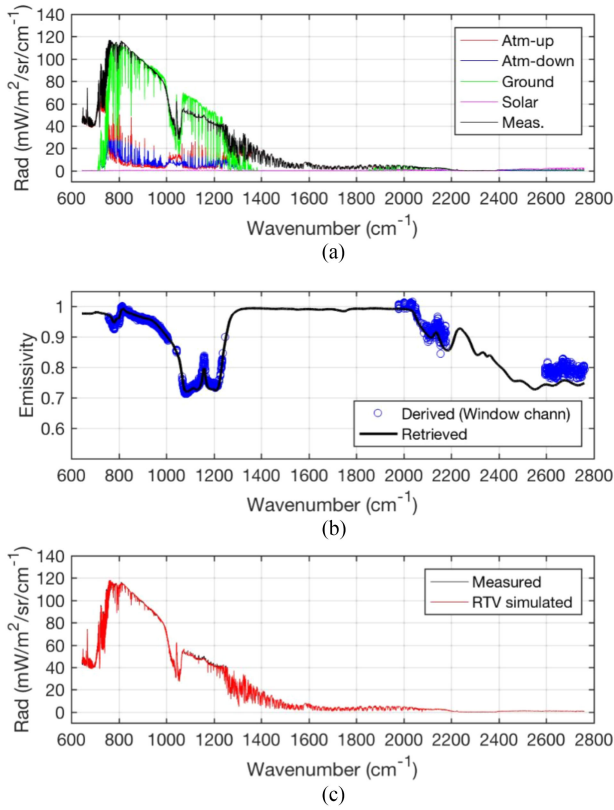 140
120
100
80
60
40
20
0
Rad (mW/m²/sr/cm⁻¹)
Atm-up
Atm-down
Ground
Solar
Meas.
600 800 1000 1200 1400 1600 1800 2000 2200 2400 2600 2800
Wavenumber (cm⁻¹)
(a)
1
0.9
0.8
0.7
0.6
Emissivity
Derived (Window chann)
Retrieved
600 800 1000 1200 1400 1600 1800 2000 2200 2400 2600 2800
Wavenumber (cm⁻¹)
(b)
140
120
100
80
60
40
20
0
Rad (mW/m²/sr/cm⁻¹)
Measured
RTV simulated
600 800 1000 1200 1400 1600 1800 2000 2200 2400 2600 2800
Wavenumber (cm⁻¹)
(c)